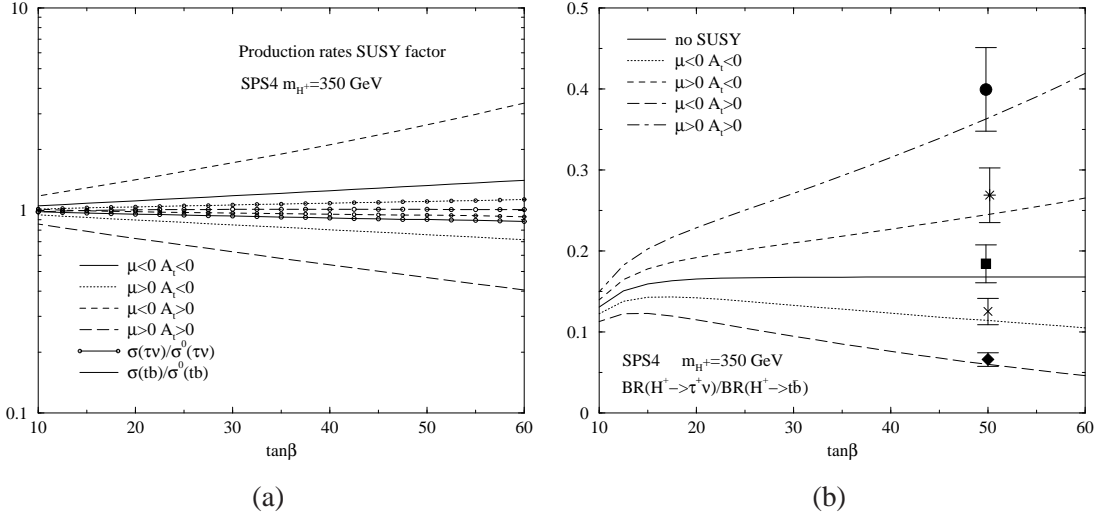 10
1
0.1
10
20
30
40
50
60
tanβ
Production rates SUSY factor
SPS4 m_H⁺=350 GeV
μ<0 A_t<0
μ>0 A_t<0
μ<0 A_t>0
μ>0 A_t>0
σ(τν)/σ⁰(τν)
σ(tb)/σ⁰(tb)
(a)
0.5
0.4
0.3
0.2
0.1
0
10
20
30
40
50
60
tanβ
no SUSY
μ<0 A_t<0
μ>0 A_t<0
μ<0 A_t>0
μ>0 A_t>0
SPS4 m_H⁺=350 GeV
BR(H⁺−>τ⁺ν)/BR(H⁺−>tb̄)
(b)